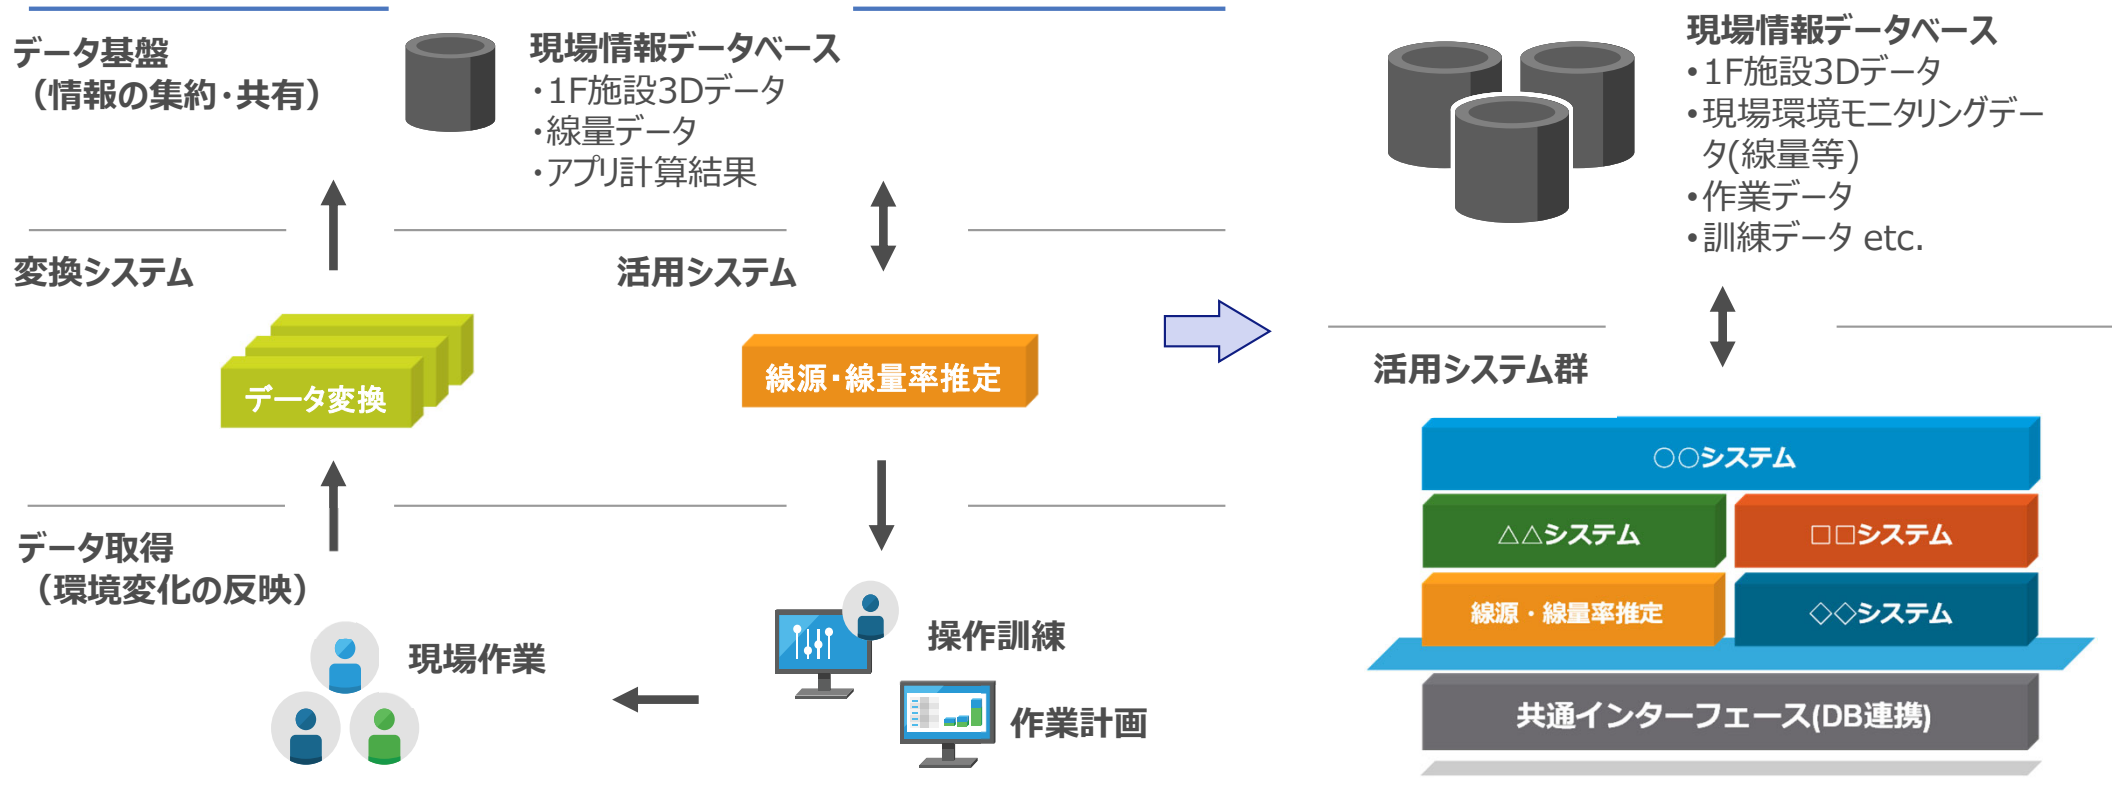 データ基盤
（情報の集約・共有）
現場情報データベース
・1F施設3Dデータ
・線量データ
・アプリ計算結果
変換システム
活用システム
データ変換
線源・線量率推定
データ取得
（環境変化の反映）
現場作業
操作訓練
作業計画
現場情報データベース
•1F施設3Dデータ
•現場環境モニタリングデー
タ(線量等)
•作業データ
•訓練データ etc.
活用システム群
○○システム
△△システム
□□システム
線源・線量率推定
◇◇システム
共通インターフェース(DB連携)